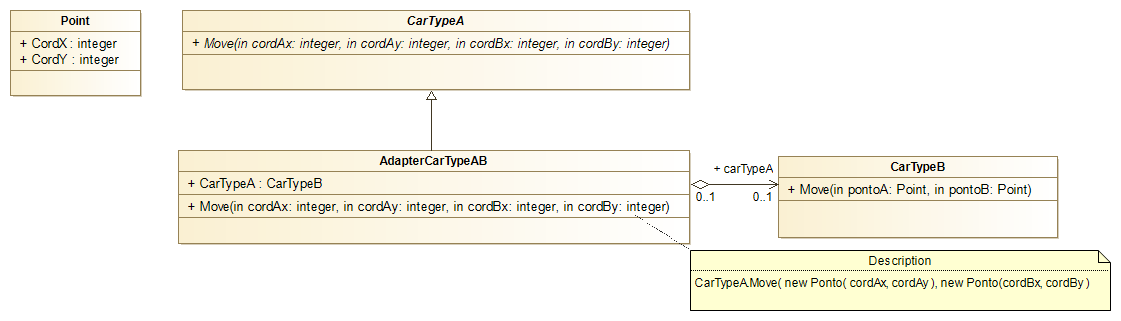 Point
+ CordX : integer
+ CordY : integer
CarTypeA
+ Move(in cordAx: integer, in cordAy: integer, in cordBx: integer, in cordBy: integer)
AdapterCarTypeAB
+ CarTypeA : CarTypeB
+ Move(in cordAx: integer, in cordAy: integer, in cordBx: integer, in cordBy: integer)
+ carTypeA
0..1
0..1
CarTypeB
+ Move(in pontoA: Point, in pontoB: Point)
Description
CarTypeA.Move( new Ponto( cordAx, cordAy ), new Ponto(cordBx, cordBy )